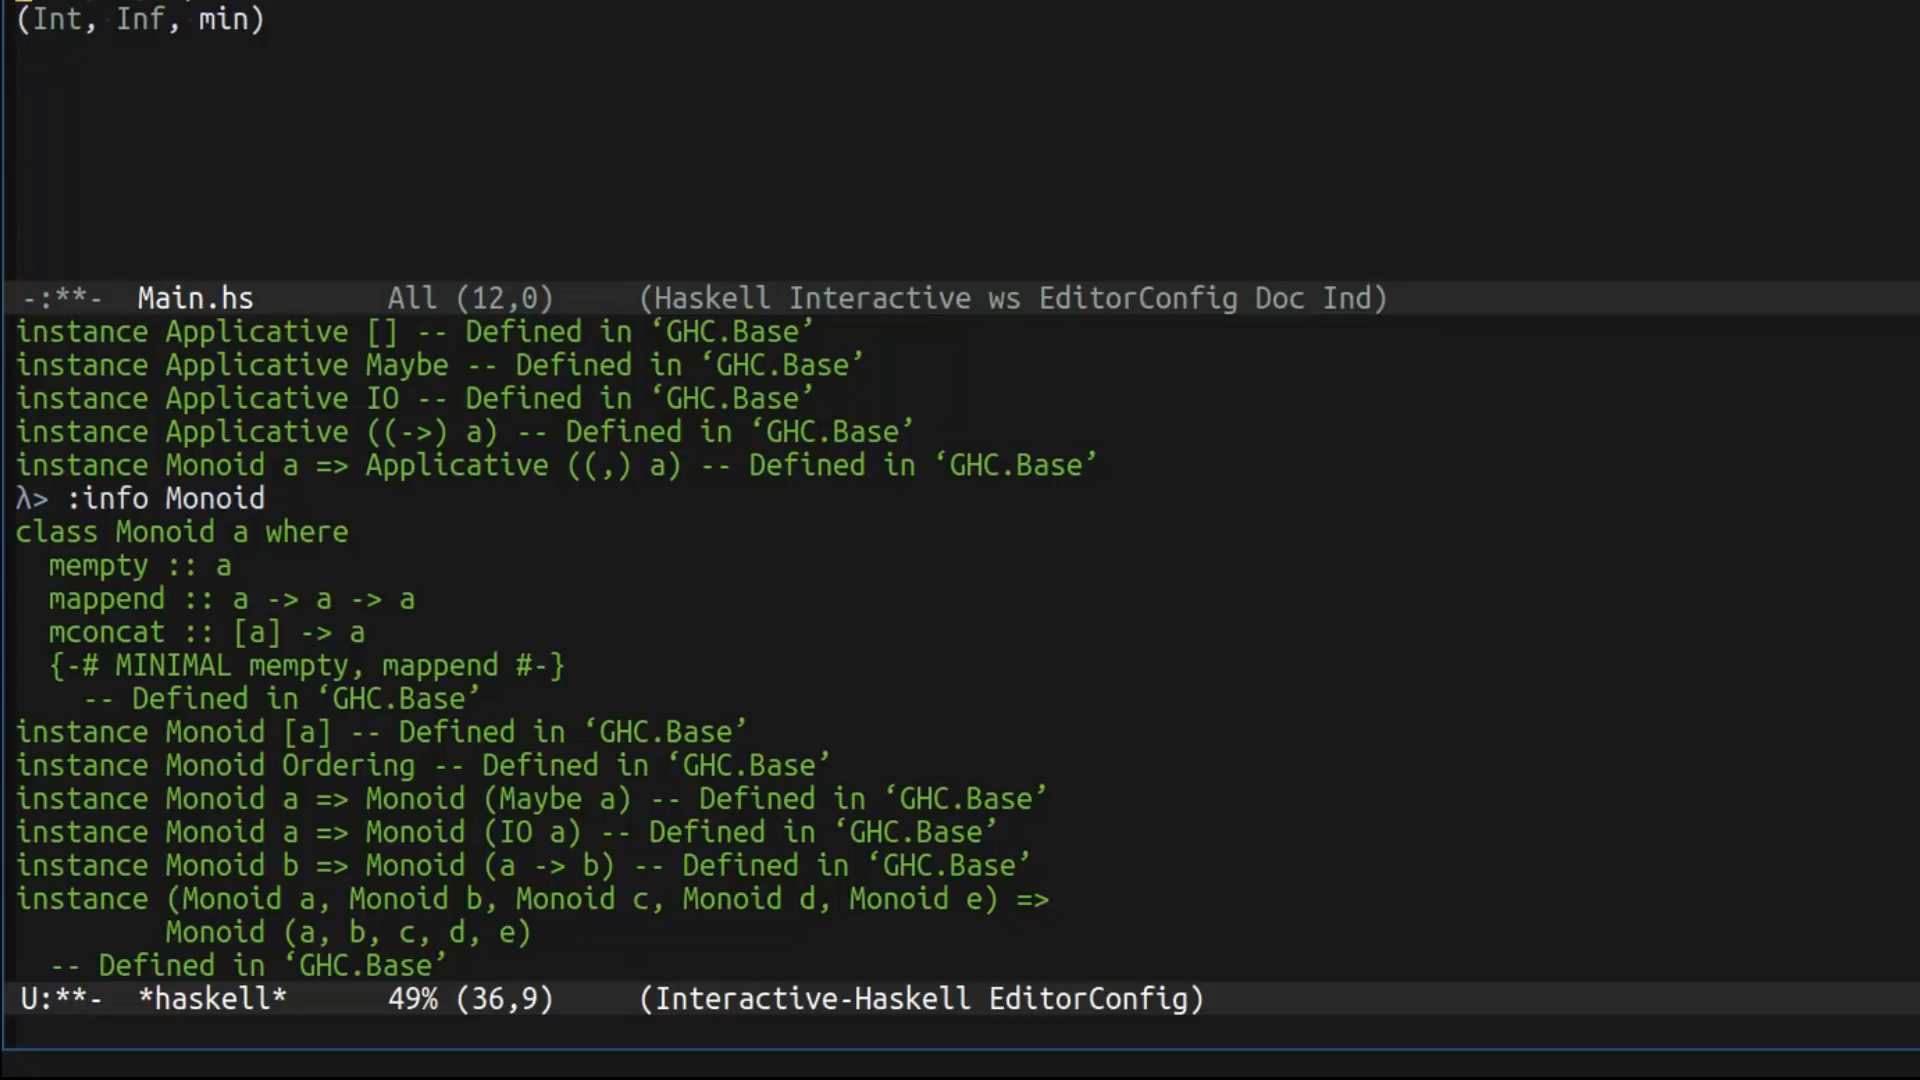 (Int, Inf, min)
-:**-  Main.hs        All (12,0)     (Haskell Interactive ws EditorConfig Doc Ind)
instance Applicative [] -- Defined in ‘GHC.Base’
instance Applicative Maybe -- Defined in ‘GHC.Base’
instance Applicative IO -- Defined in ‘GHC.Base’
instance Applicative ((->) a) -- Defined in ‘GHC.Base’
instance Monoid a => Applicative ((,) a) -- Defined in ‘GHC.Base’
λ> :info Monoid
class Monoid a where
  mempty :: a
  mappend :: a -> a -> a
  mconcat :: [a] -> a
  {-# MINIMAL mempty, mappend #-}
    -- Defined in ‘GHC.Base’
instance Monoid [a] -- Defined in ‘GHC.Base’
instance Monoid Ordering -- Defined in ‘GHC.Base’
instance Monoid a => Monoid (Maybe a) -- Defined in ‘GHC.Base’
instance Monoid a => Monoid (IO a) -- Defined in ‘GHC.Base’
instance Monoid b => Monoid (a -> b) -- Defined in ‘GHC.Base’
instance (Monoid a, Monoid b, Monoid c, Monoid d, Monoid e) =>
         Monoid (a, b, c, d, e)
  -- Defined in ‘GHC.Base’
U:**-  *haskell*      49% (36,9)     (Interactive-Haskell EditorConfig)